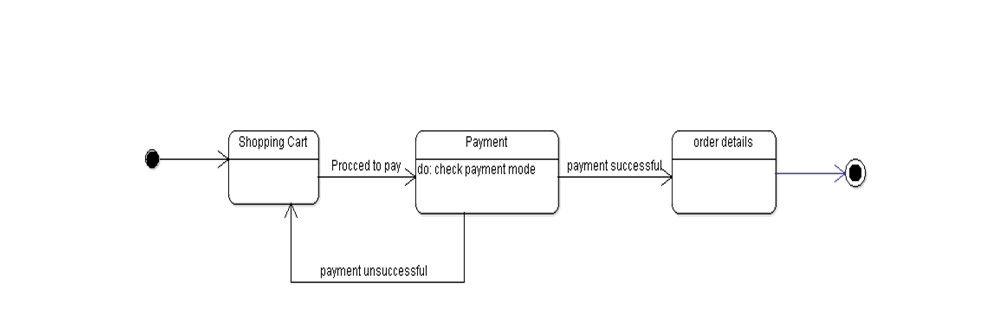 Shopping Cart
Procced to pay
Payment
do: check payment mode
payment successful
order details
payment unsuccessful